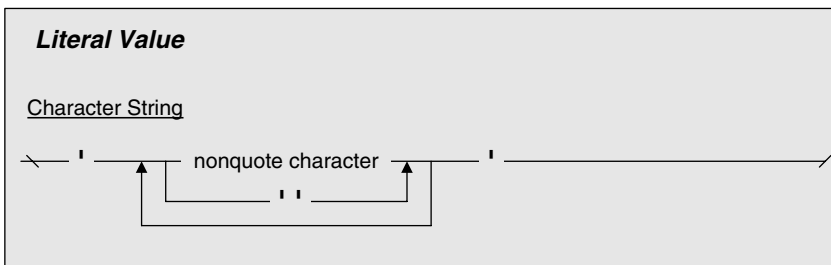 Literal Value
Character String
' nonquote character '
' '